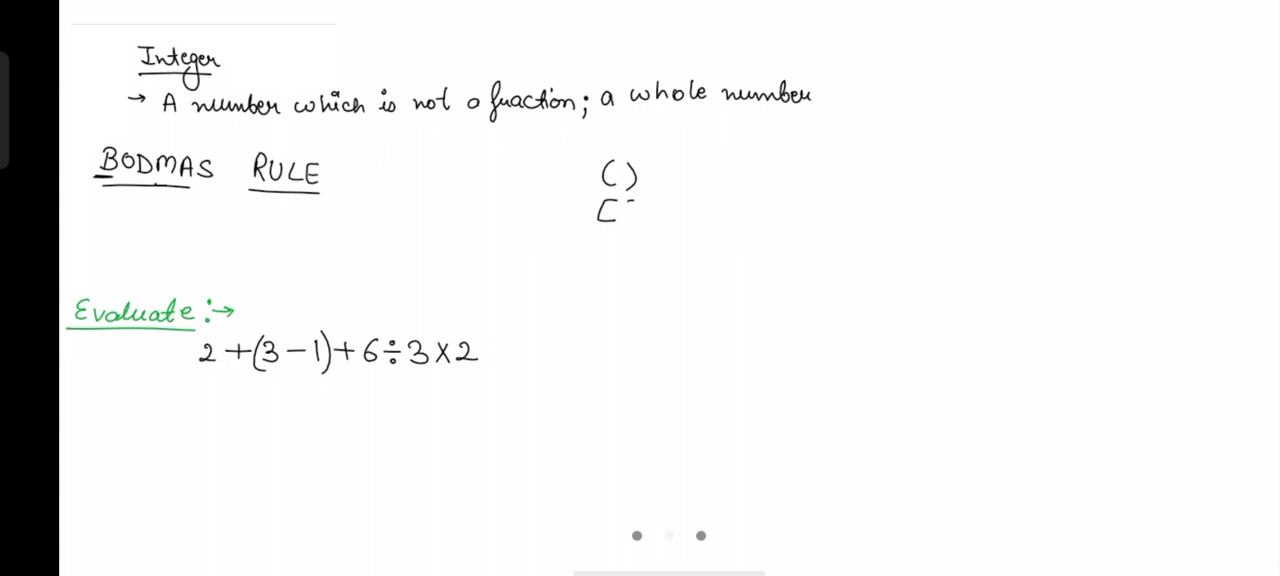 Integer
→ A number which is not a fraction; a whole number
BODMAS RULE
( )
[
Evaluate :→
2 + (3 − 1) + 6 ÷ 3 × 2